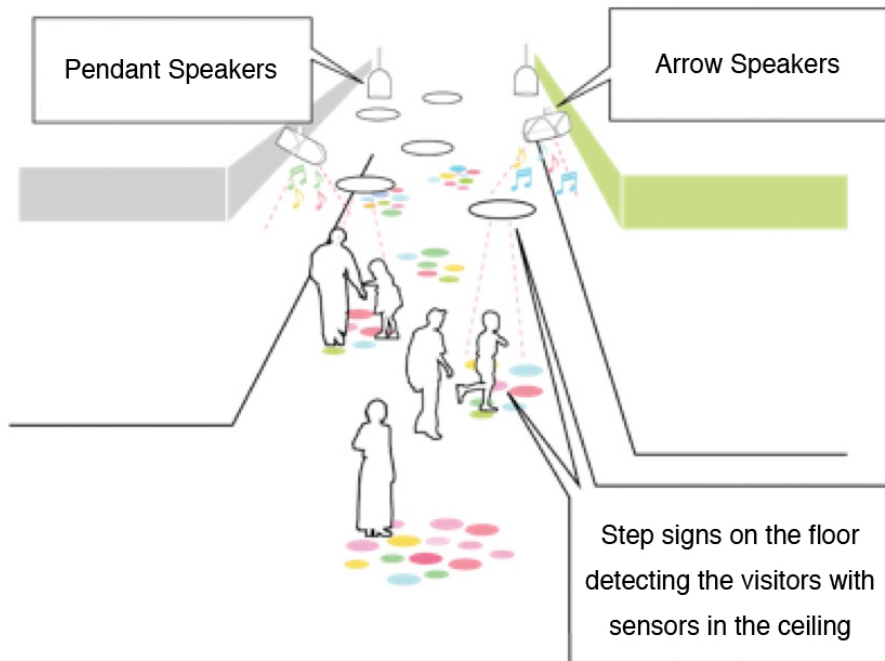 Pendant Speakers
Arrow Speakers
Step signs on the floor
detecting the visitors with
sensors in the ceiling